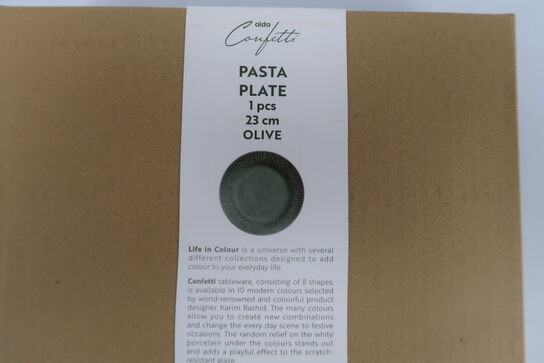 aida
Confetti
PASTA
PLATE
1 pcs
23 cm
OLIVE
Life in Colour is a universe with several
different collections designed to add
colour to your everyday life.
Confetti tableware, consisting of 8 shapes,
is available in 10 modern colours selected
by world-renowned and colourful product
designer Karim Rashid. The many colours
allow you to create new combinations
and change the every day scene to festive
occasions. The random relief on the white
porcelain under the colours stands out
and adds a playful effect to the scratch-
resistant glaze.